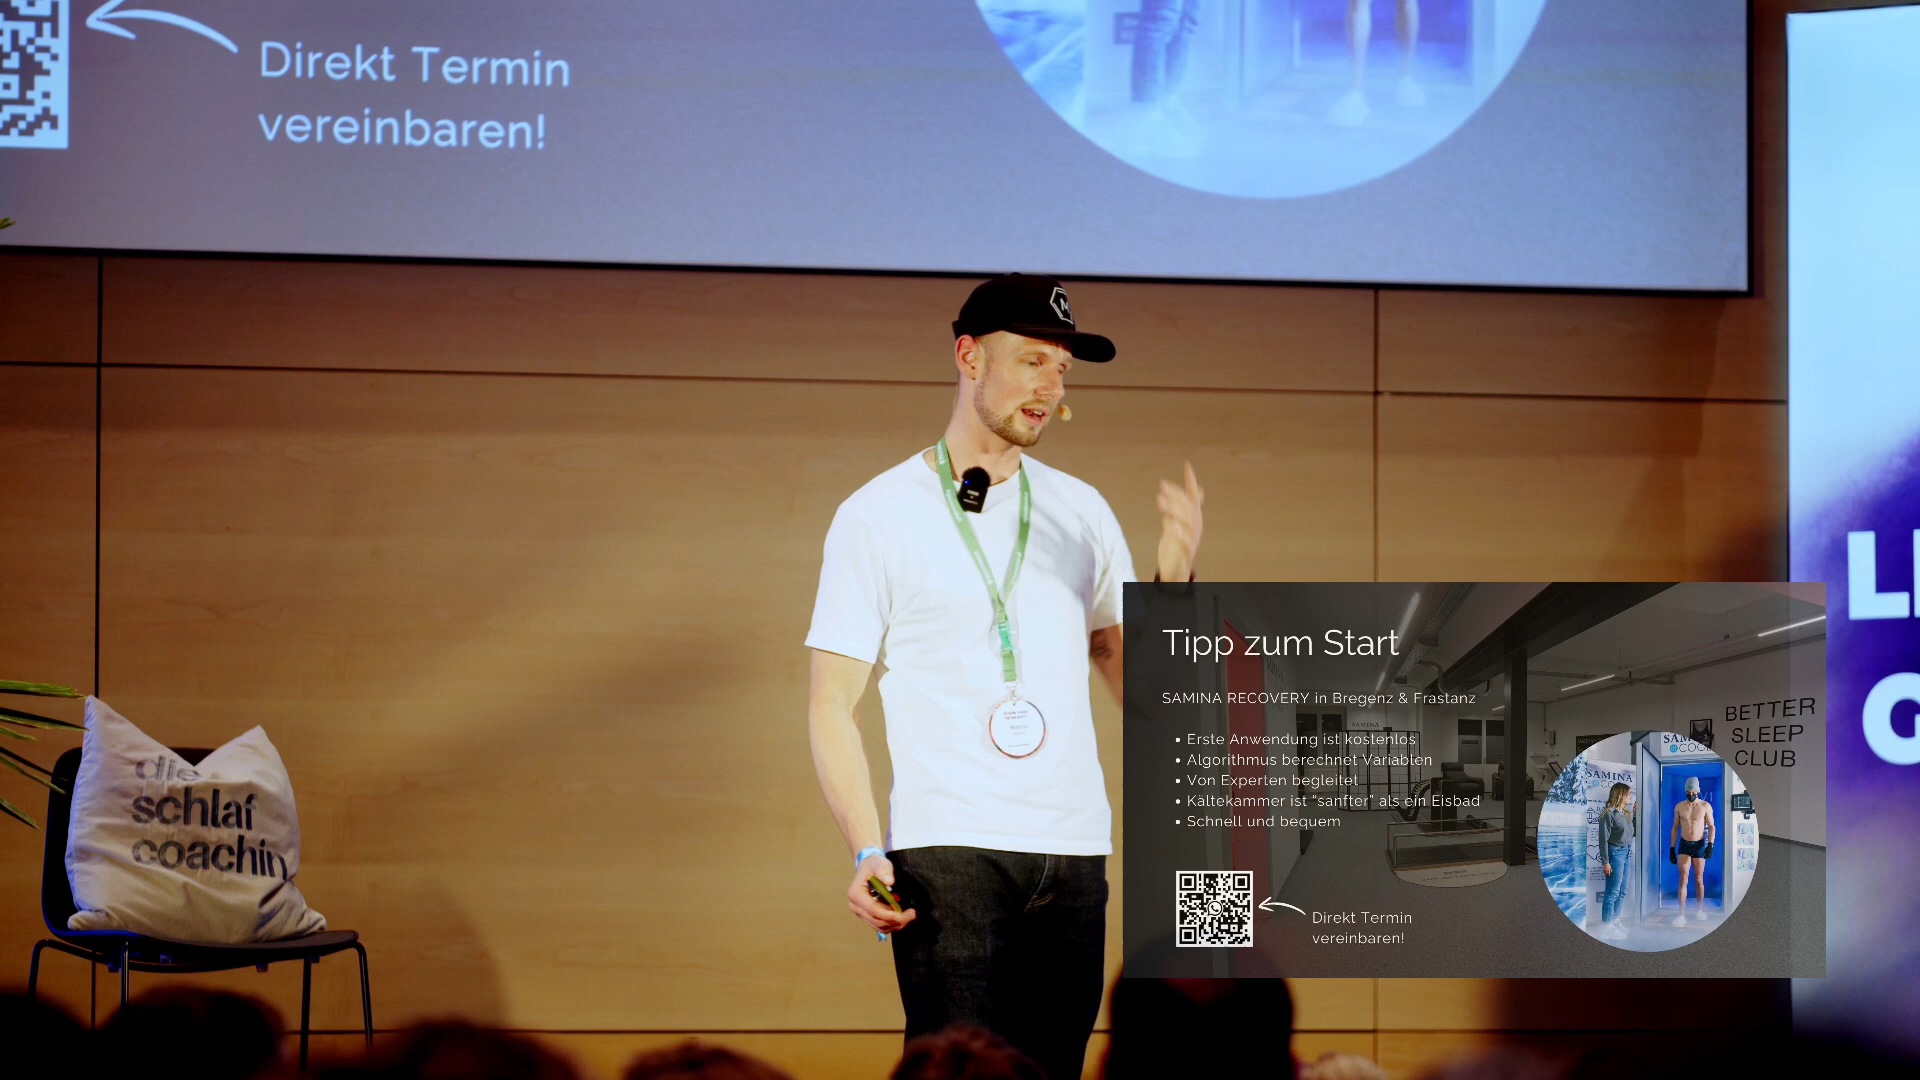 Direkt Termin
vereinbaren!
M
die
schlaf
coachin
Tipp zum Start
SAMINA RECOVERY in Bregenz & Frastanz
• Erste Anwendung ist kostenlos
• Algorithmus berechnet Variablen
• Von Experten begleitet
• Kältekammer ist “sanfter” als ein Eisbad
• Schnell und bequem
BETTER
SLEEP
CLUB
SAMINA
COOL
Direkt Termin
vereinbaren!